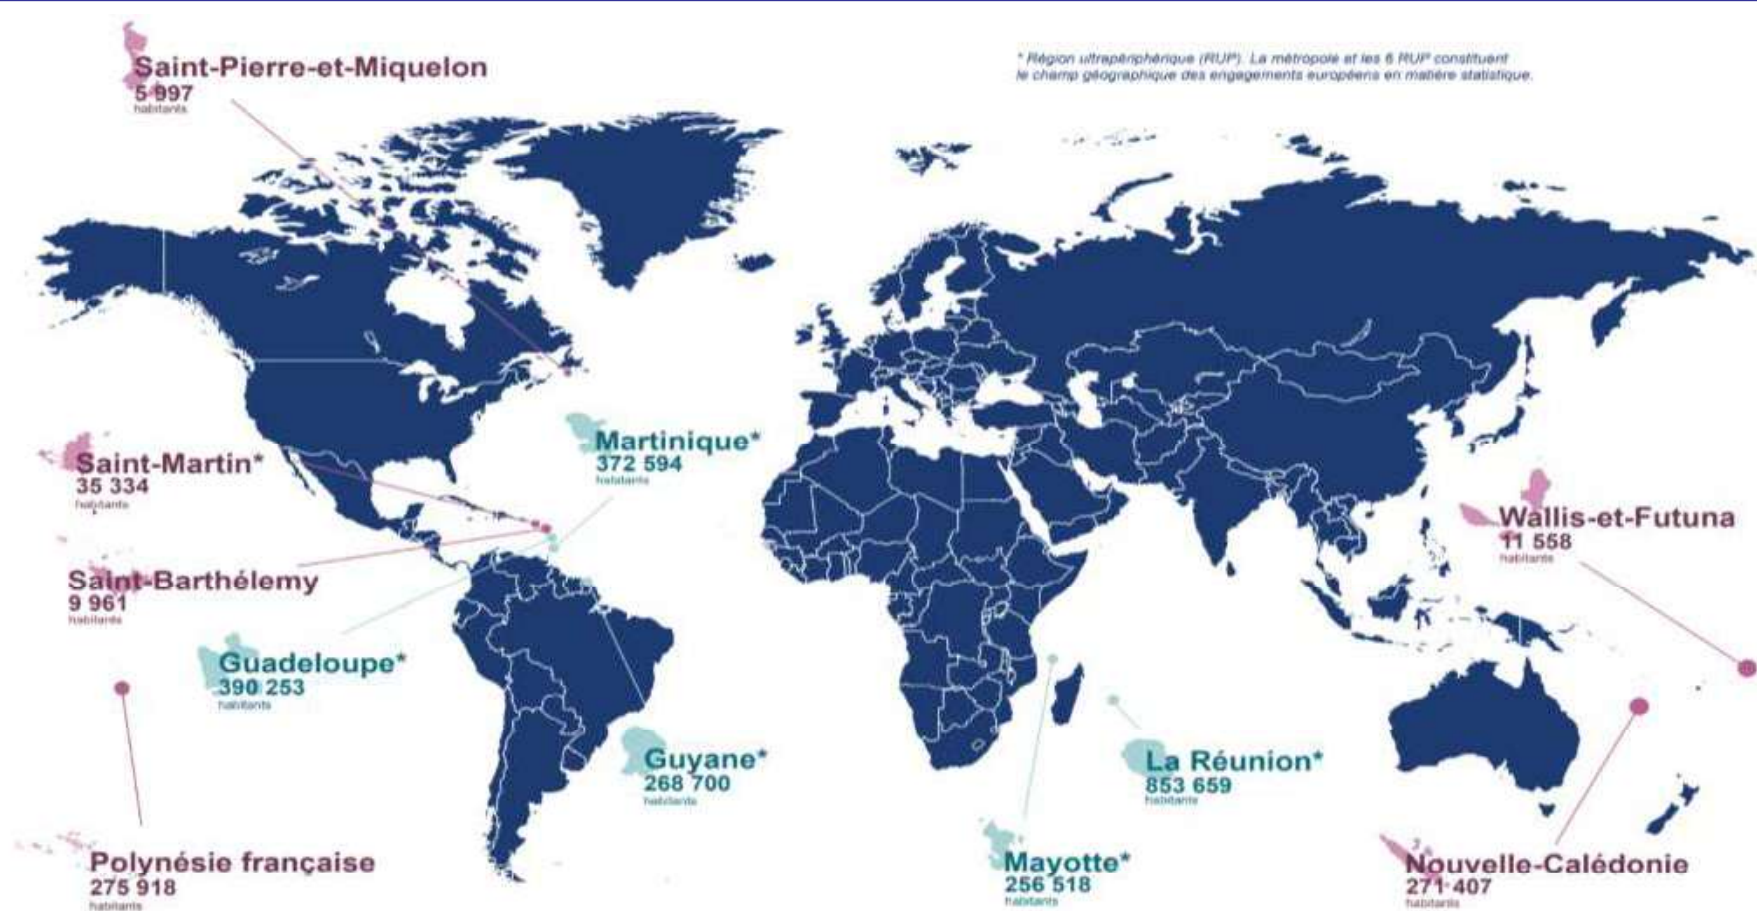 Saint-Pierre-et-Miquelon
5 997
habitants
* Région ultrapériphérique (RUP). La métropole et les 6 RUP constituent
le champ géographique des engagements européens en matière statistique.
Martinique*
372 594
habitants
Saint-Martin*
35 334
habitants
Saint-Barthélemy
9 961
habitants
Wallis-et-Futuna
11 558
habitants
Guadeloupe*
390 253
habitants
Guyane*
268 700
habitants
La Réunion*
853 659
habitants
Polynésie française
275 918
habitants
Mayotte*
256 518
habitants
Nouvelle-Calédonie
271 407
habitants